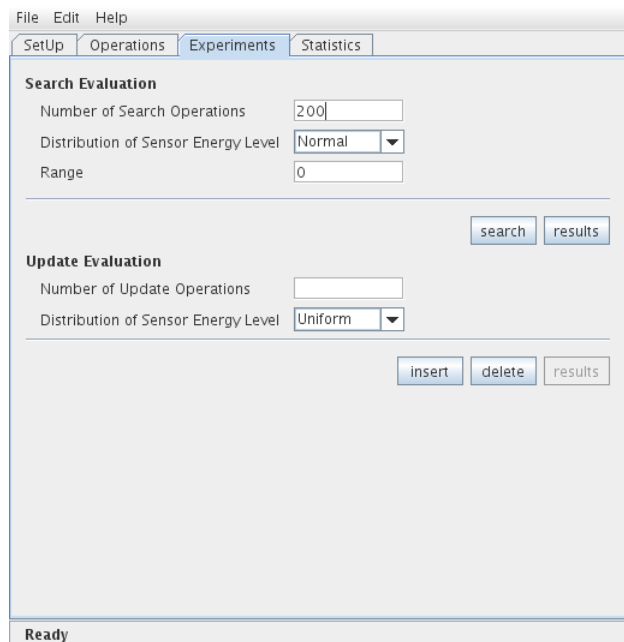 File Edit Help
SetUp Operations Experiments Statistics
Search Evaluation
Number of Search Operations 200
Distribution of Sensor Energy Level Normal
Range 0
search results
Update Evaluation
Number of Update Operations
Distribution of Sensor Energy Level Uniform
insert delete results
Ready